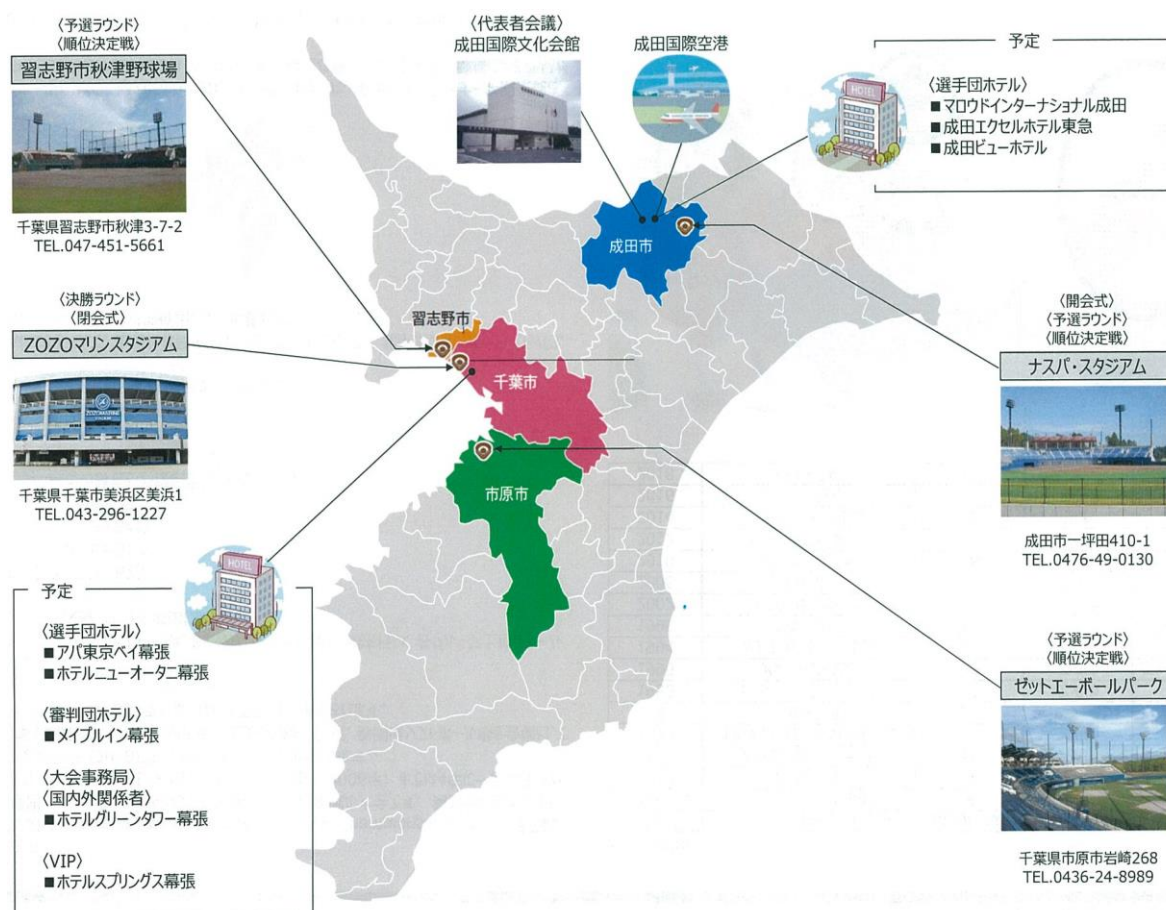 〈予選ラウンド〉
〈順位決定戦〉
習志野市秋津野球場
千葉県習志野市秋津3-7-2
TEL.047-451-5661
〈決勝ラウンド〉
〈閉会式〉
ZOZOマリンスタジアム
ZOZOMARINE
千葉県千葉市美浜区美浜1
TEL.043-296-1227
HOTEL
予定
〈選手団ホテル〉
■アパ東京ベイ幕張
■ホテルニューオータニ幕張
〈審判団ホテル〉
■メイプルイン幕張
〈大会事務局〉
〈国内外関係者〉
■ホテルグリーンタワー幕張
〈VIP〉
■ホテルスプリングス幕張
〈代表者会議〉
成田国際文化会館
成田国際空港
成田市
習志野市
千葉市
市原市
予定
HOTEL
〈選手団ホテル〉
■マロウドインターナショナル成田
■成田エクセルホテル東急
■成田ビューホテル
〈開会式〉
〈予選ラウンド〉
〈順位決定戦〉
ナスパ・スタジアム
成田市一坪田410-1
TEL.0476-49-0130
〈予選ラウンド〉
〈順位決定戦〉
ゼットエーボールパーク
千葉県市原市岩崎268
TEL.0436-24-8989